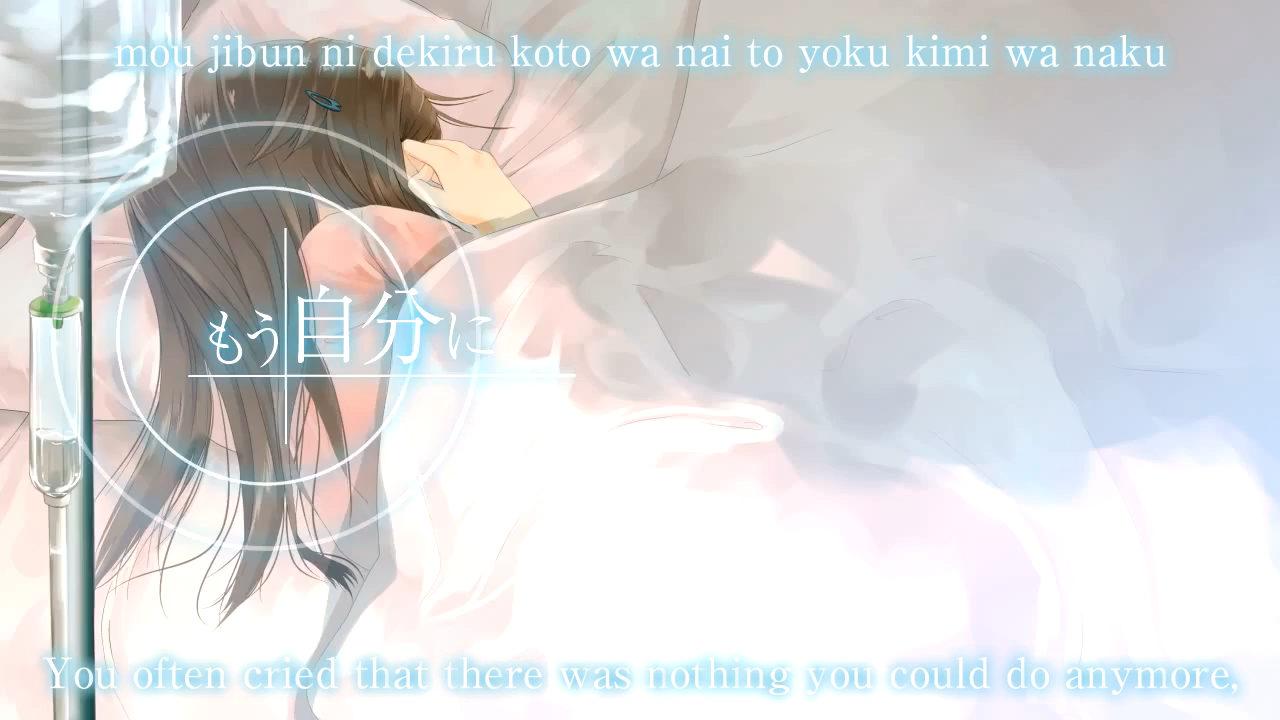 mou jibun ni dekiru koto wa nai to yoku kimi wa naku
もう自分に
You often cried that there was nothing you could do anymore,